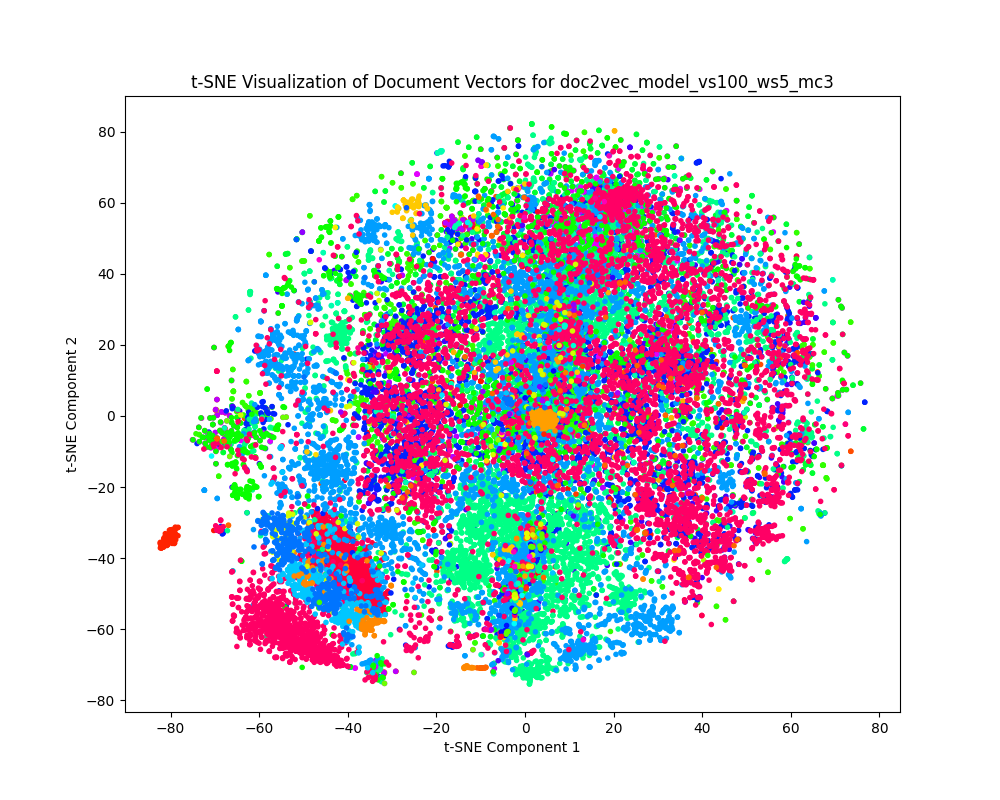 t-SNE Visualization of Document Vectors for doc2vec_model_vs100_ws5_mc3
80
60
40
20
0
−20
−40
−60
−80
t-SNE Component 2
−80 −60 −40 −20 0 20 40 60 80
t-SNE Component 1